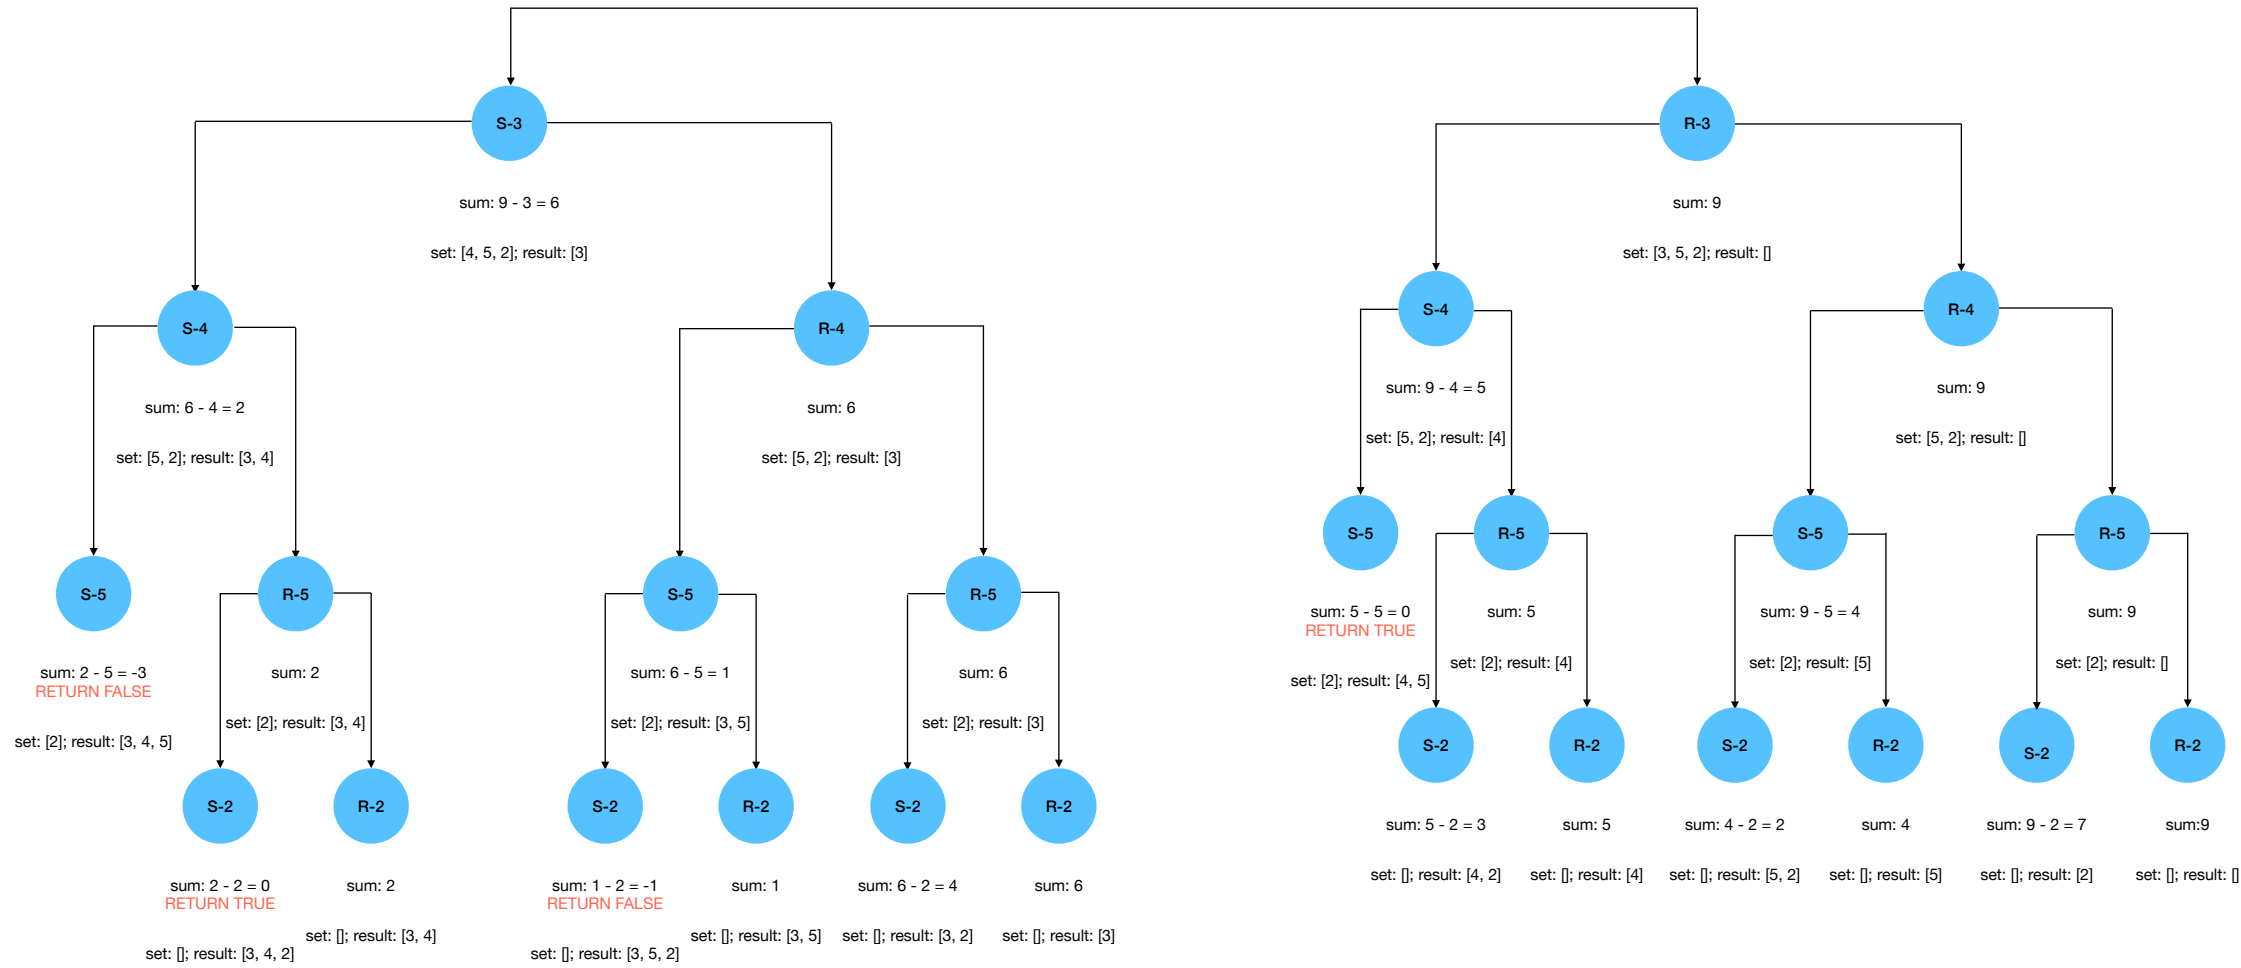 S-3
R-3
sum: 9 - 3 = 6
sum: 9
set: [4, 5, 2]; result: [3]
set: [3, 5, 2]; result: []
S-4
R-4
S-4
R-4
sum: 6 - 4 = 2
sum: 6
sum: 9 - 4 = 5
sum: 9
set: [5, 2]; result: [3, 4]
set: [5, 2]; result: [3]
set: [5, 2]; result: [4]
set: [5, 2]; result: []
S-5
R-5
S-5
R-5
S-5
R-5
S-5
R-5
sum: 2 - 5 = -3
RETURN FALSE
sum: 2
sum: 6 - 5 = 1
sum: 6
sum: 5 - 5 = 0
RETURN TRUE
sum: 5
sum: 9 - 5 = 4
sum: 9
set: [2]; result: [3, 4, 5]
set: [2]; result: [3, 4]
set: [2]; result: [3, 5]
set: [2]; result: [3]
set: [2]; result: [4, 5]
set: [2]; result: [4]
set: [2]; result: [5]
set: [2]; result: []
S-2
R-2
S-2
R-2
S-2
R-2
S-2
R-2
S-2
R-2
S-2
R-2
sum: 2 - 2 = 0
RETURN TRUE
sum: 2
sum: 1 - 2 = -1
RETURN FALSE
sum: 1
sum: 6 - 2 = 4
sum: 6
sum: 5 - 2 = 3
sum: 5
sum: 4 - 2 = 2
sum: 4
sum: 9 - 2 = 7
sum:9
set: []; result: [3, 4, 2]
set: []; result: [3, 4]
set: []; result: [3, 5, 2]
set: []; result: [3, 5]
set: []; result: [3, 2]
set: []; result: [3]
set: []; result: [4, 2]
set: []; result: [4]
set: []; result: [5, 2]
set: []; result: [5]
set: []; result: [2]
set: []; result: []